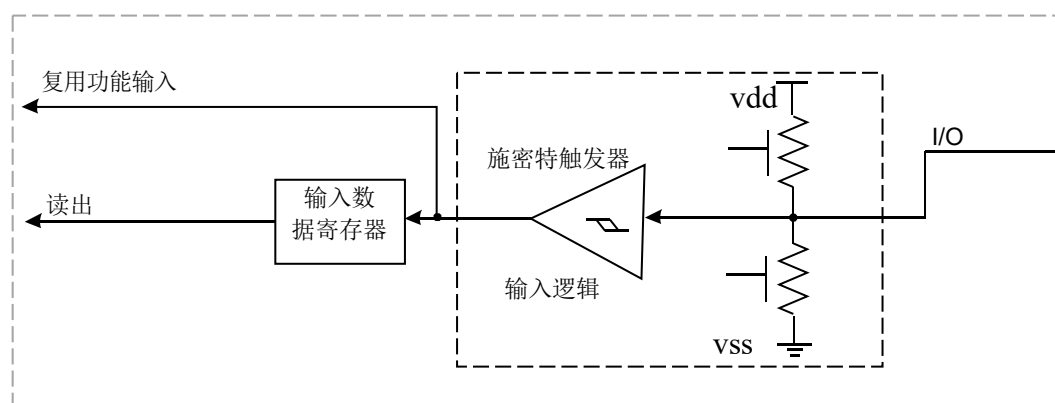 复用功能输入
vdd
I/O
施密特触发器
读出
输入数
据寄存器
输入逻辑
vss